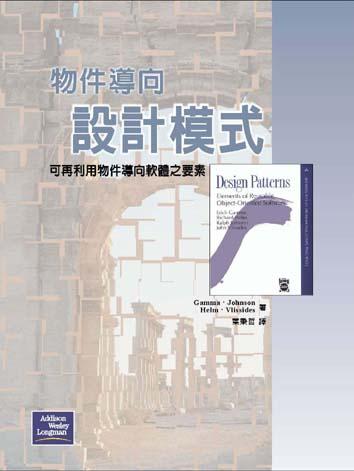 物件導向
設計模式
可再利用物件導向軟體之要素
Design Patterns
Elements of Reusable
Object-Oriented Software
Erich Gamma
Richard Helm
Ralph Johnson
John Vlissides
Gamma・Johnson
Helm・Vlissides 著
葉秉哲 譯
Addison
Wesley
Longman